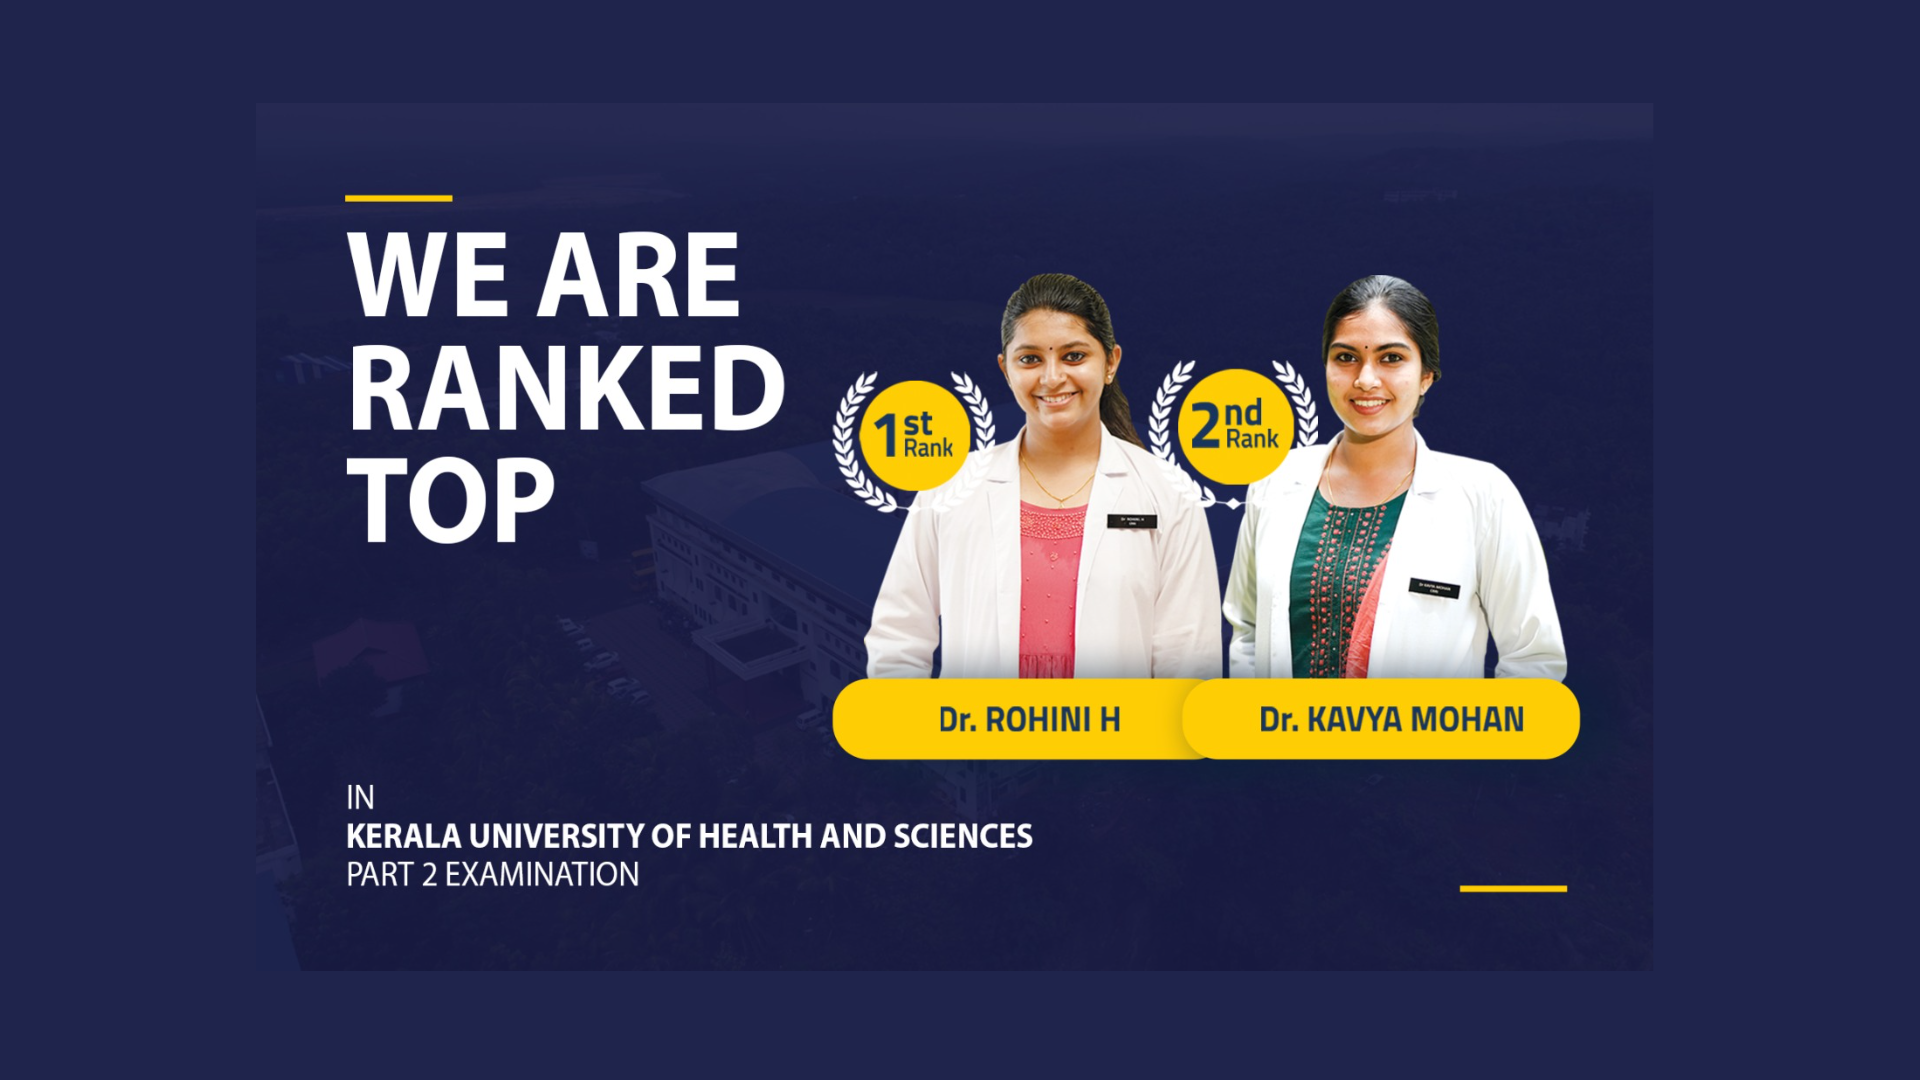 WE ARE
RANKED
TOP
1st
Rank
2nd
Rank
Dr. ROHINI H
Dr. KAVYA MOHAN
IN
KERALA UNIVERSITY OF HEALTH AND SCIENCES
PART 2 EXAMINATION